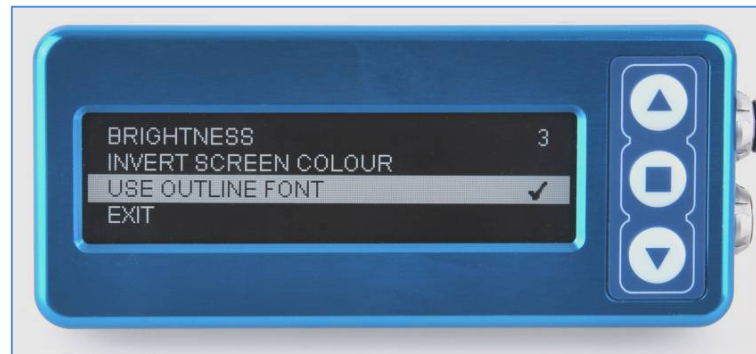 BRIGHTNESS 3
INVERT SCREEN COLOUR
USE OUTLINE FONT ✓
EXIT